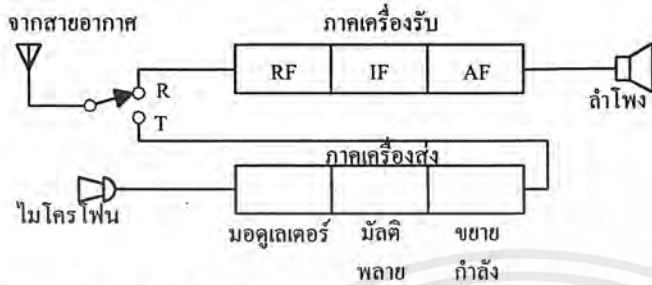 จากสายอากาศ
ภาคเครื่องรับ
RF IF AF
R
ลำโพง
T
ภาคเครื่องส่ง
ไมโครโฟน
มอดูเลเตอร์ มัลติ ขยาย
พลาย กำลัง